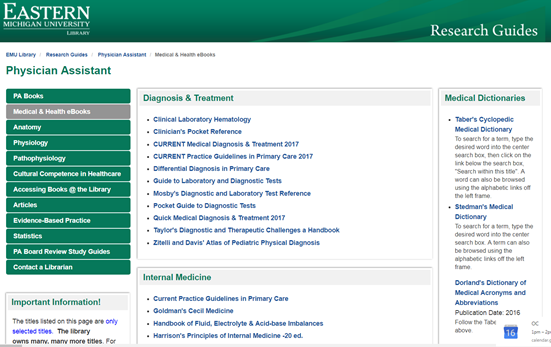 EASTERN
MICHIGAN UNIVERSITY
LIBRARY
Research Guides
EMU Library / Research Guides / Physician Assistant / Medical & Health eBooks
Physician Assistant
PA Books
Medical & Health eBooks
Anatomy
Physiology
Pathophysiology
Cultural Competence in Healthcare
Accessing Books @ the Library
Articles
Evidence-Based Practice
Statistics
PA Board Review Study Guides
Contact a Librarian
Important Information!
The titles listed on this page are only
selected titles. The library
owns many, many more titles. For
Diagnosis & Treatment
Clinical Laboratory Hematology
Clinician's Pocket Reference
CURRENT Medical Diagnosis & Treatment 2017
CURRENT Practice Guidelines in Primary Care 2017
Differential Diagnosis in Primary Care
Guide to Laboratory and Diagnostic Tests
Mosby's Diagnostic and Laboratory Test Reference
Pocket Guide to Diagnostic Tests
Quick Medical Diagnosis & Treatment 2017
Taylor's Diagnostic and Therapeutic Challenges a Handbook
Zitelli and Davis' Atlas of Pediatric Physical Diagnosis
Internal Medicine
Current Practice Guidelines in Primary Care
Goldman's Cecil Medicine
Handbook of Fluid, Electrolyte & Acid-base Imbalances
Harrison's Principles of Internal Medicine -20 ed.
Medical Dictionaries
Taber's Cyclopedic
Medical Dictionary
To search for a term, type the
desired word into the center
search box, then click on the
link below the search box,
"Search within this title". A
word can also be browsed
using the alphabetic links off
the left frame
Stedman's Medical
Dictionary
To search for a term, type the
desired word into the center
search box. A term can also
be browsed using the
alphabetic links off the left
frame.
Dorland's Dictionary of
Medical Acronyms and
Abbreviations
Publication Date: 2016
Follow the Tabe
above.
16
OC
1pm – 2p
calendar.g